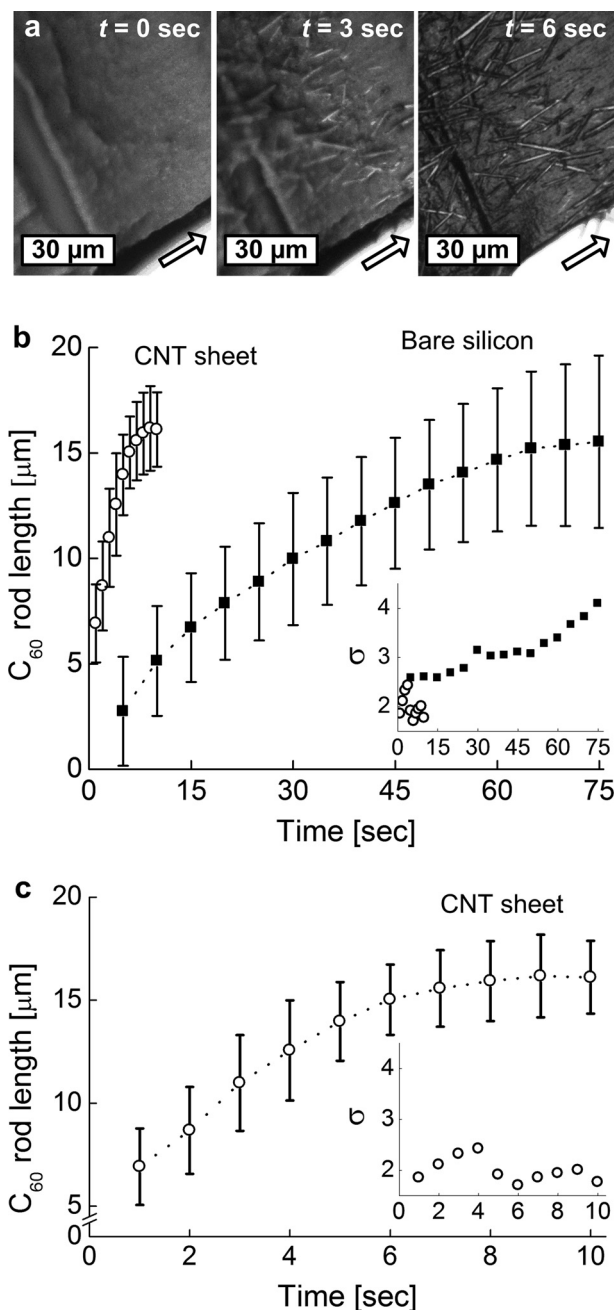 a
t = 0 sec
t = 3 sec
t = 6 sec
30 µm
30 µm
30 µm
b
CNT sheet
Bare silicon
C₆₀ rod length [µm]
20
15
10
5
0
0 15 30 45 60 75
Time [sec]
σ
4
3
2
0 15 30 45 60 75
c
CNT sheet
C₆₀ rod length [µm]
20
15
10
5
0
0 2 4 6 8 10
Time [sec]
σ
4
3
2
0 2 4 6 8 10